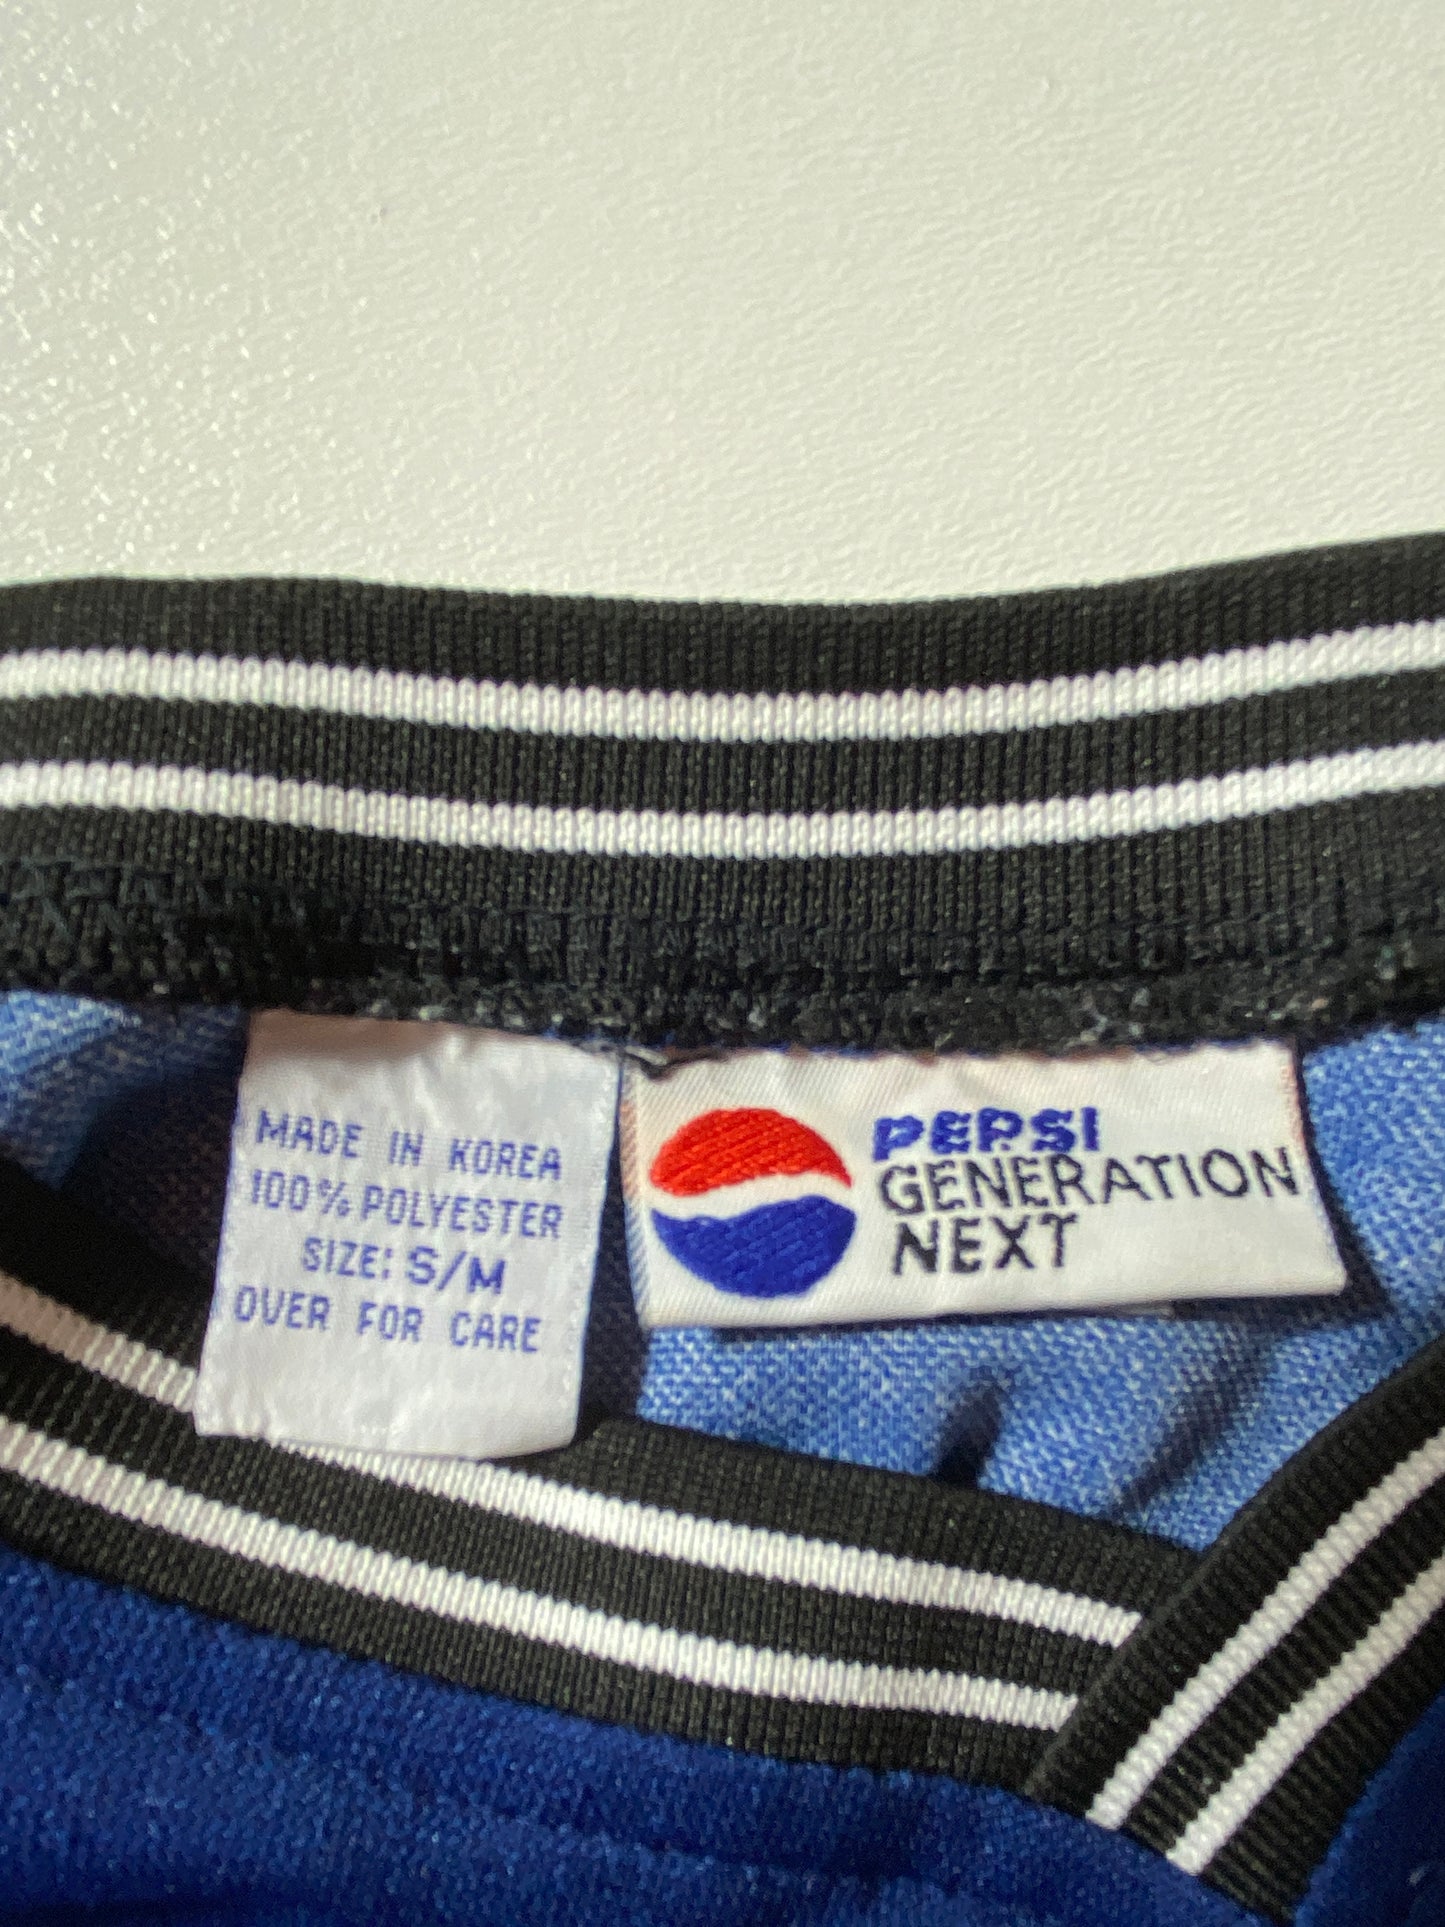 MADE IN KOREA
100% POLYESTER
SIZE: S/M
OVER FOR CARE
PEPSI
GENERATION
NEXT